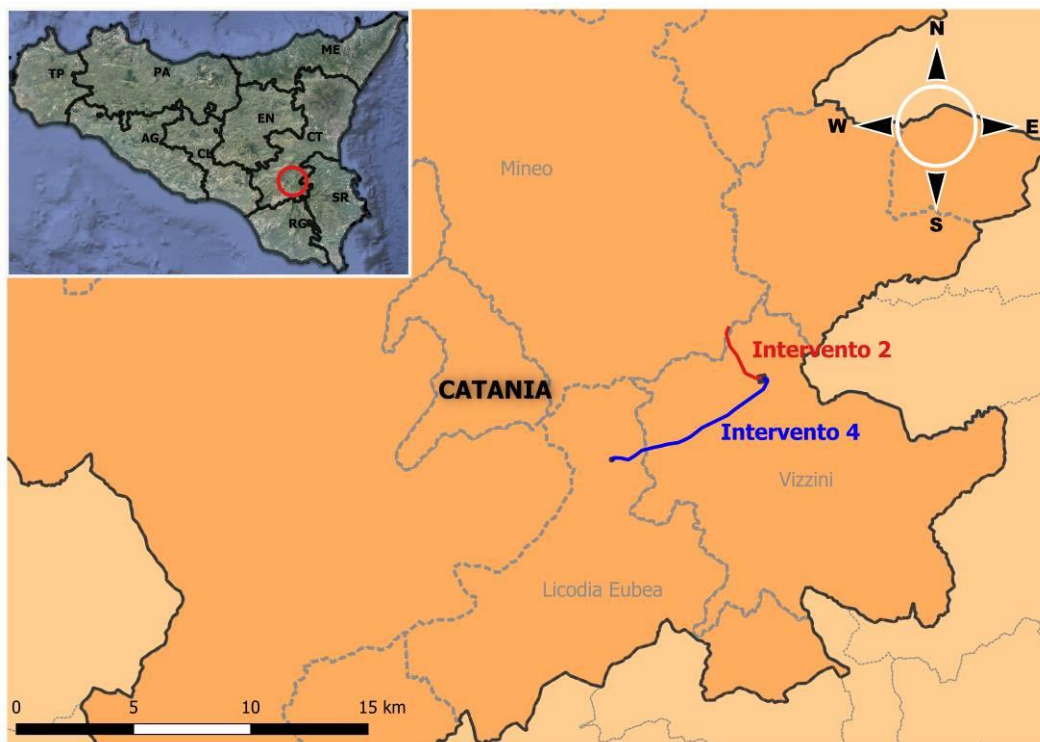 ME
TP
PA
EN
CT
AG
CL
SR
RG
N
W
E
S
Mineo
Intervento 2
CATANIA
Intervento 4
Vizzini
Licodia Eubea
0 5 10 15 km